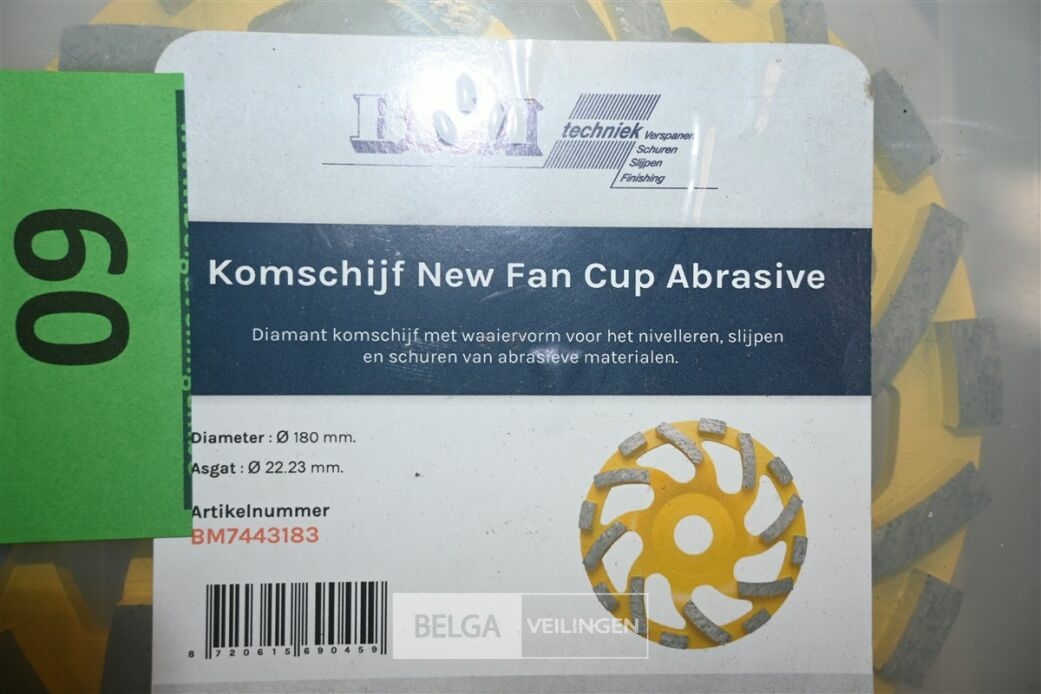 techniek
Verspanen
Schuren
Slijpen
Finishing
60
Komschijf New Fan Cup Abrasive
Diamant komschijf met waaiervorm voor het nivelleren, slijpen
en schuren van abrasieve materialen.
Diameter : Ø 180 mm.
Asgat : Ø 22.23 mm.
Artikelnummer
BM7443183
8 720615 690459
BELGA VEILINGEN